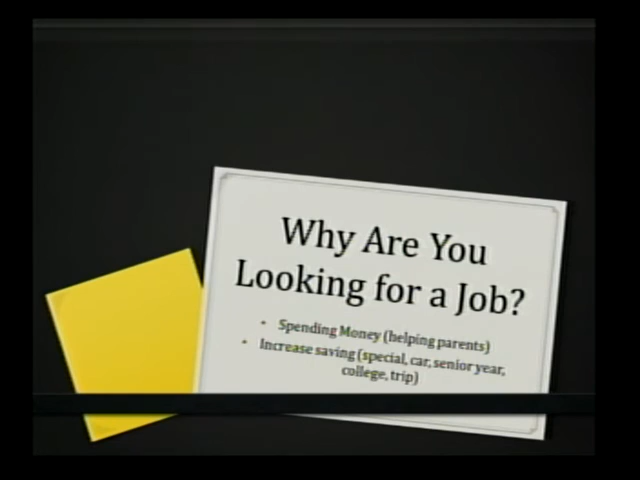 Why Are You
Looking for a Job?
• Spending Money (helping parents)
• Increase saving (special, car, senior year,
college, trip)